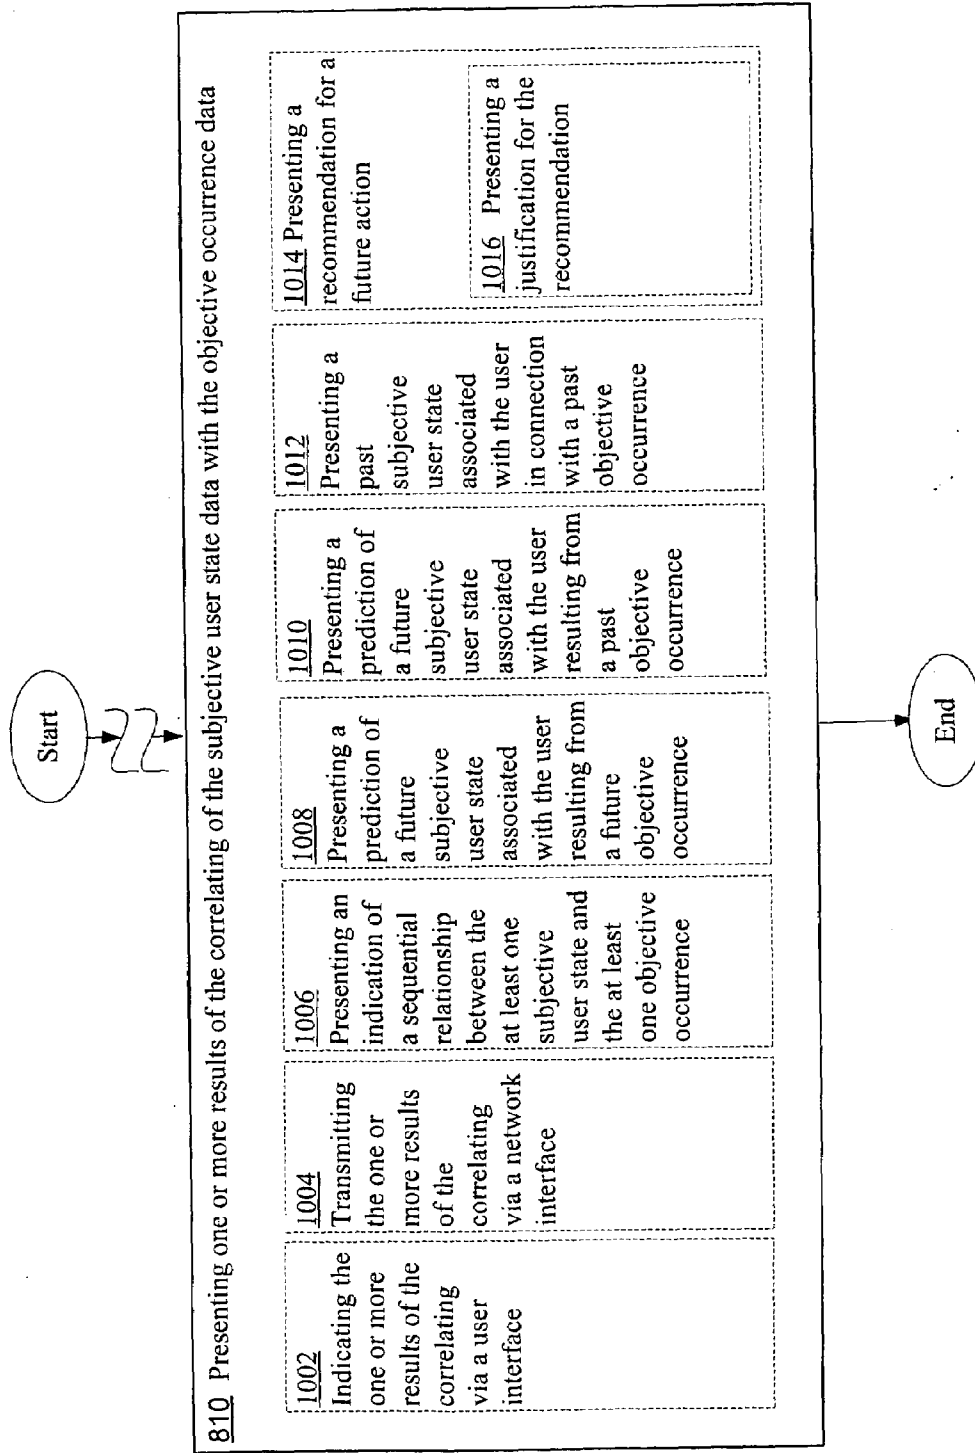 Start
810 Presenting one or more results of the correlating of the subjective user state data with the objective occurrence data
1002
Indicating the
one or more
results of the
correlating
via a user
interface
1004
Transmitting
the one or
more results
of the
correlating
via a network
interface
1006
Presenting an
indication of
a sequential
relationship
between the
at least one
subjective
user state and
the at least
one objective
occurrence
1008
Presenting a
prediction of
a future
subjective
user state
associated
with the user
resulting from
a future
objective
occurrence
1010
Presenting a
prediction of
a future
subjective
user state
associated
with the user
resulting from
a past
objective
occurrence
1012
Presenting a
past
subjective
user state
associated
with the user
in connection
with a past
objective
occurrence
1014 Presenting a
recommendation for a
future action
1016 Presenting a
justification for the
recommendation
End